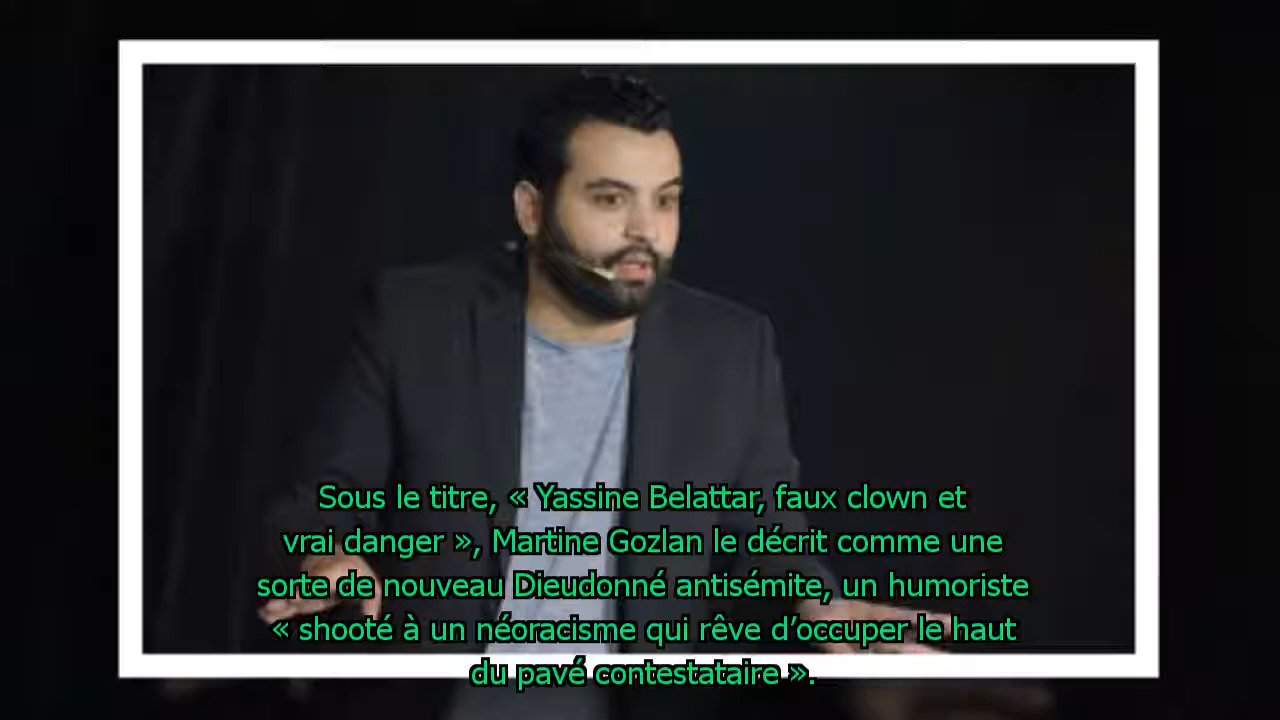 Sous le titre, « Yassine Belattar, faux clown et
vrai danger », Martine Gozlan le décrit comme une
sorte de nouveau Dieudonné antisémite, un humoriste
« shooté à un néoracisme qui rêve d’occuper le haut
du pavé contestataire ».